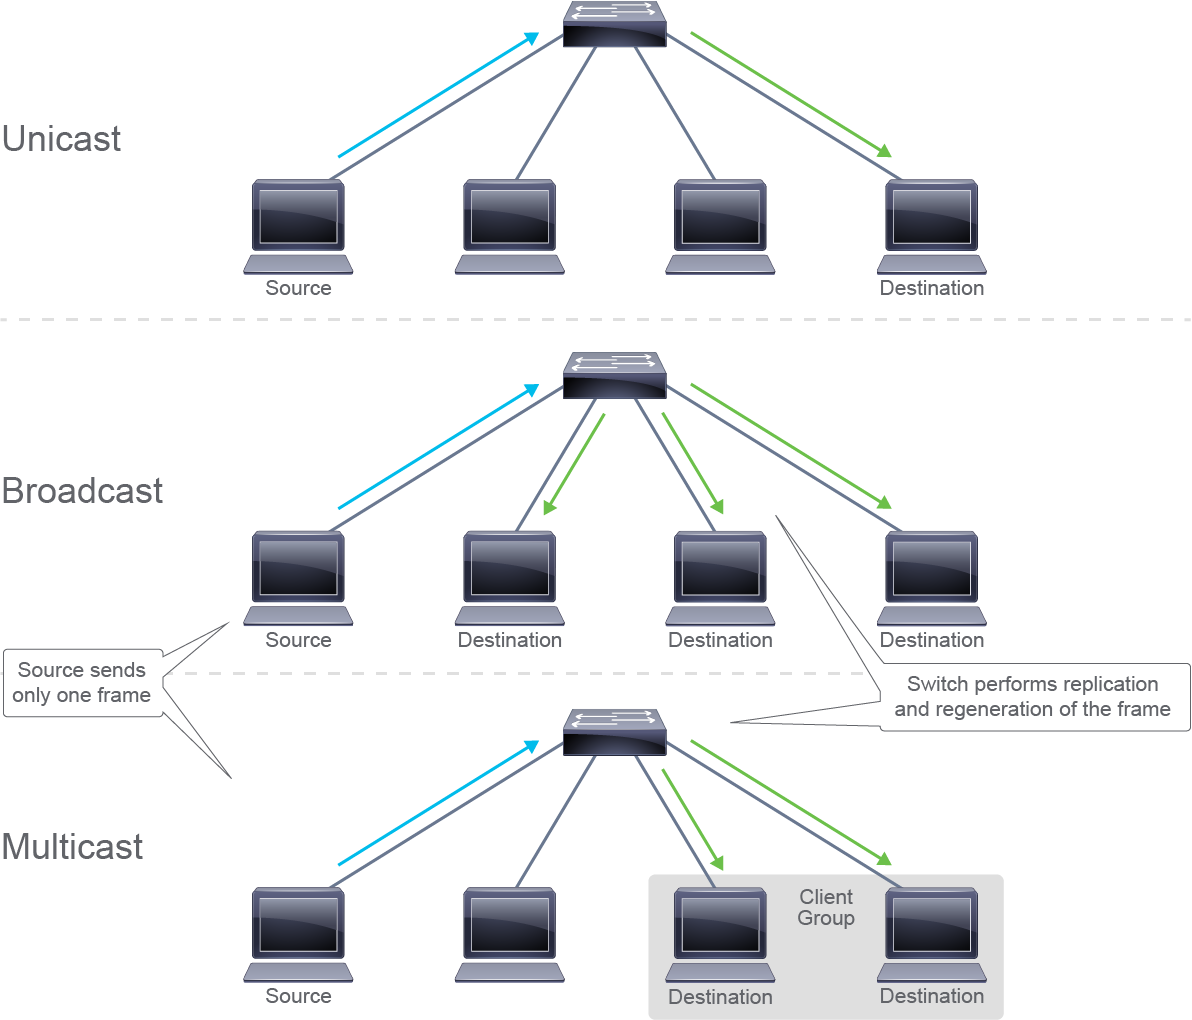 Unicast
Source
Destination
Broadcast
Source
Destination
Destination
Destination
Source sends
only one frame
Switch performs replication
and regeneration of the frame
Multicast
Client
Group
Source
Destination
Destination